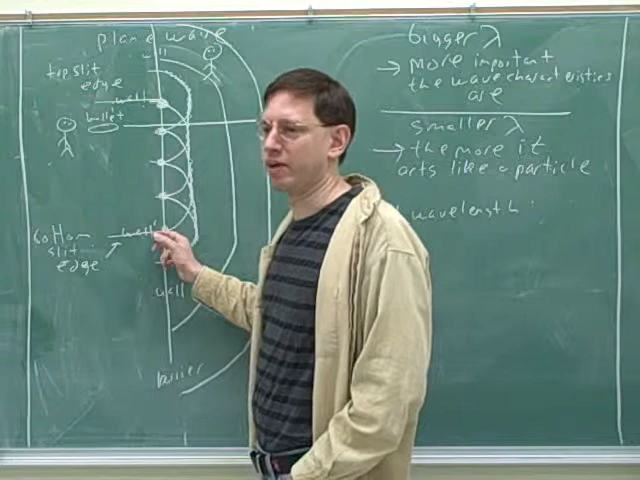 plane wave
wall
top slit
edge
wall
bullet
bottom
slit
edge
wall
wall
barrier
bigger λ
→ more important
the wave characteristics
are
smaller λ
→ the more it
acts like a particle
wavelength: